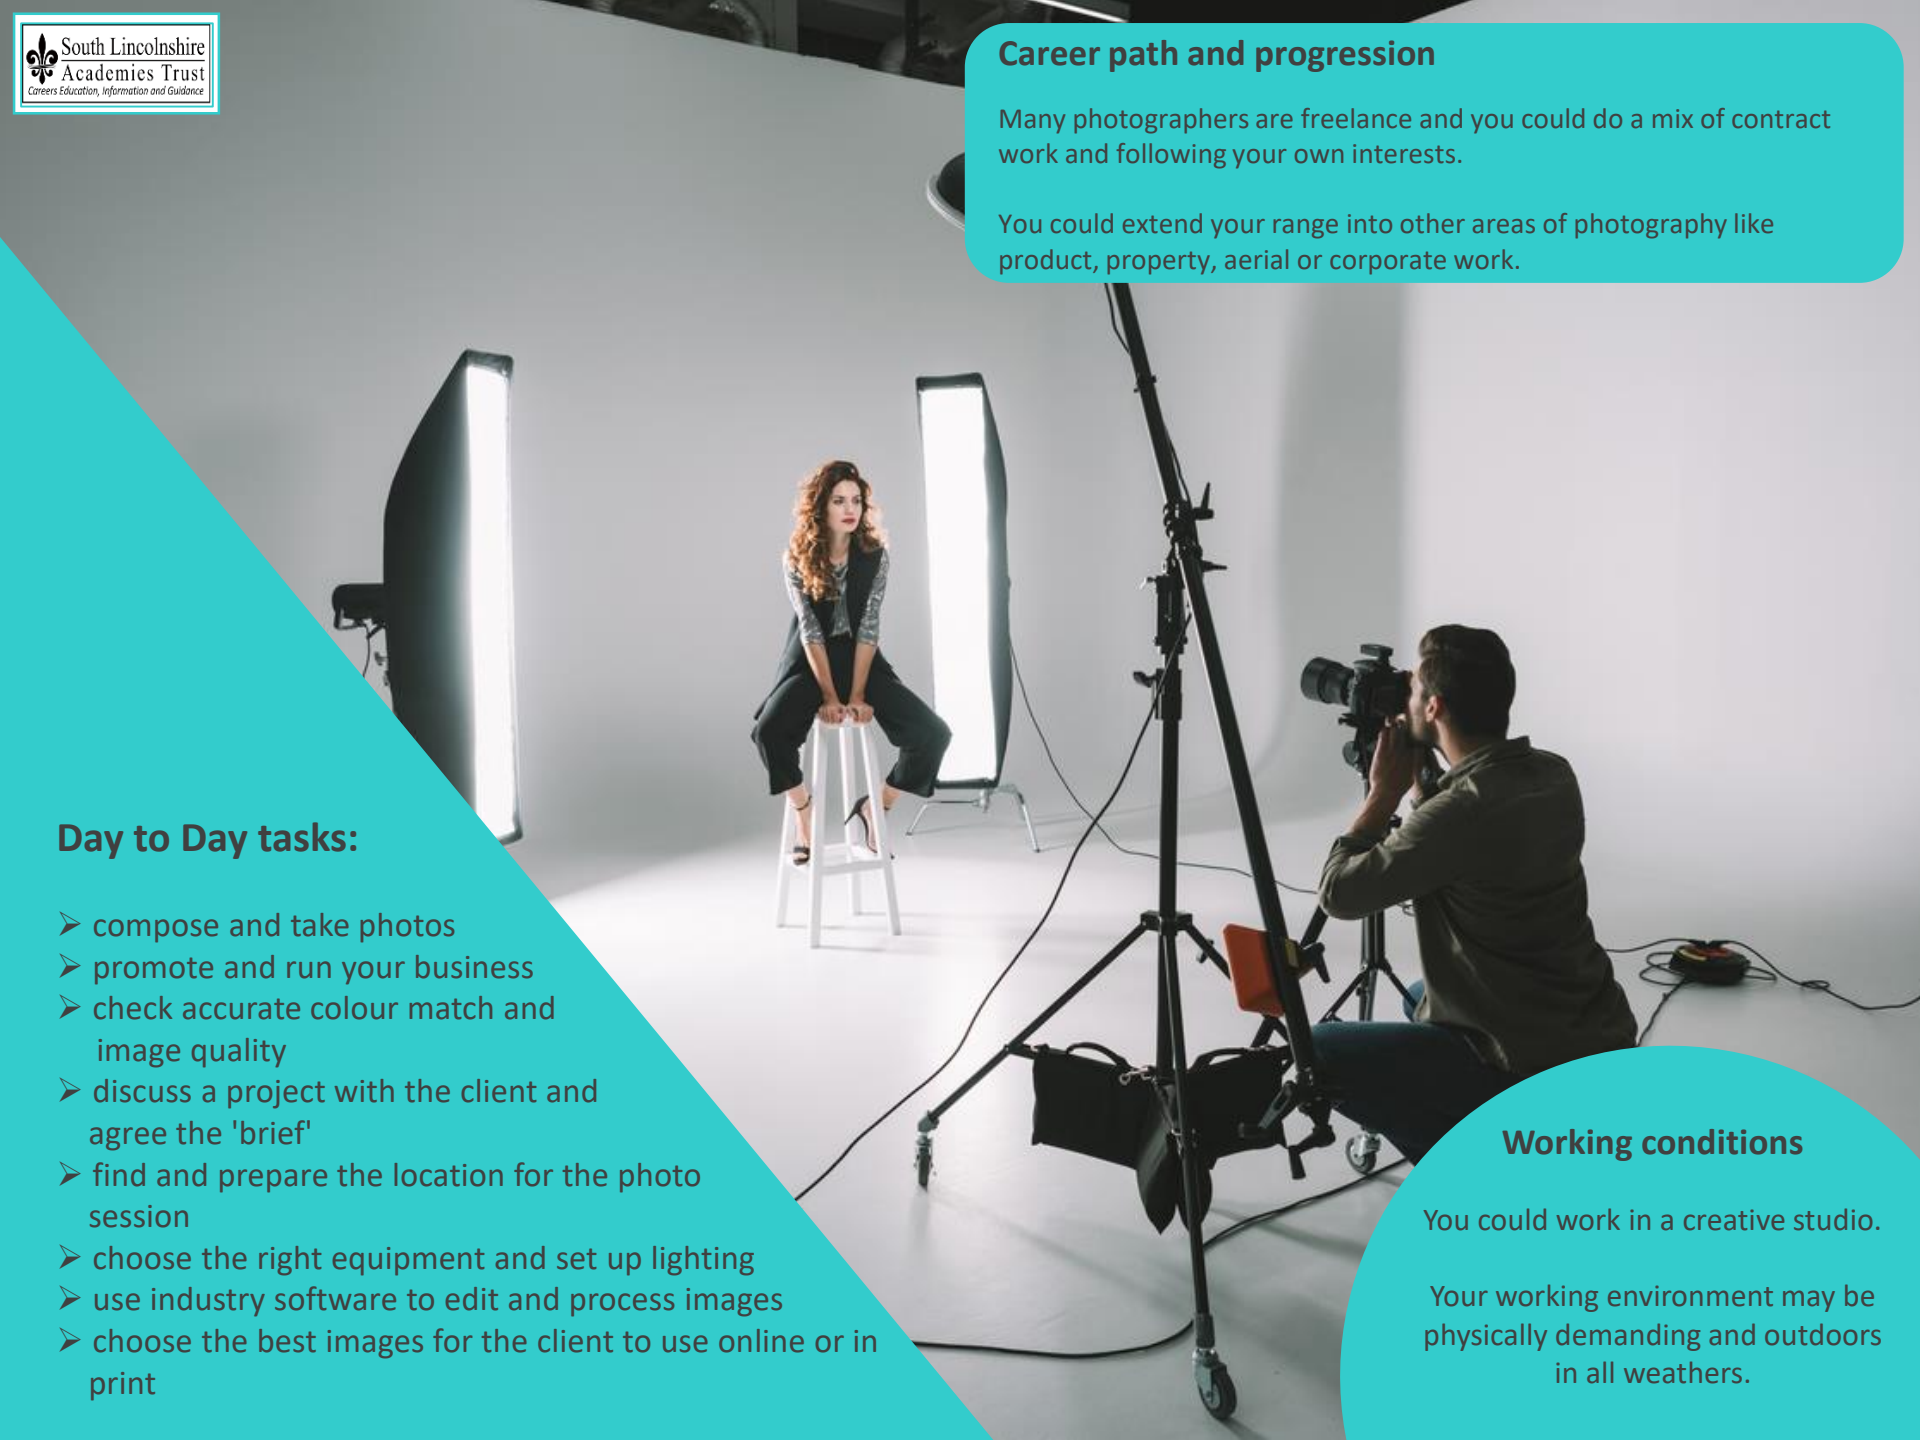 South Lincolnshire
Academies Trust
Careers Education, Information and Guidance
Career path and progression
Many photographers are freelance and you could do a mix of contract
work and following your own interests.
You could extend your range into other areas of photography like
product, property, aerial or corporate work.
Day to Day tasks:
➢ compose and take photos
➢ promote and run your business
➢ check accurate colour match and
image quality
➢ discuss a project with the client and
agree the 'brief'
➢ find and prepare the location for the photo
session
➢ choose the right equipment and set up lighting
➢ use industry software to edit and process images
➢ choose the best images for the client to use online or in
print
Working conditions
You could work in a creative studio.
Your working environment may be
physically demanding and outdoors
in all weathers.